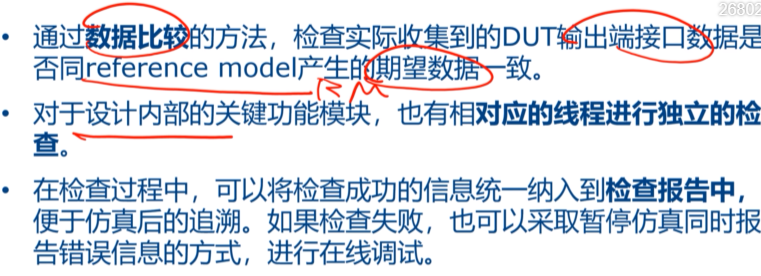 26802
• 通过数据比较的方法，检查实际收集到的DUT输出端接口数据是
否同reference model产生的期望数据一致。
RM
• 对于设计内部的关键功能模块，也有相对应的线程进行独立的检
查。
• 在检查过程中，可以将检查成功的信息统一纳入到检查报告中，
便于仿真后的追溯。如果检查失败，也可以采取暂停仿真同时报
告错误信息的方式，进行在线调试。